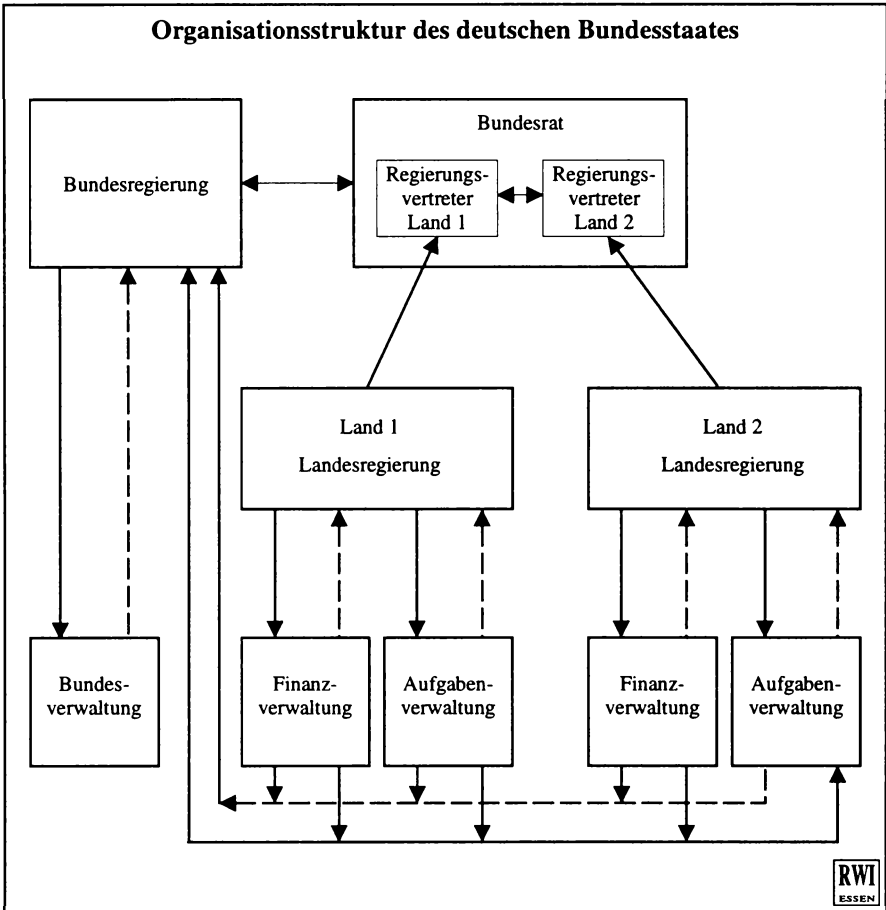 Organisationsstruktur des deutschen Bundesstaates
Bundesregierung
Bundesrat
Regierungs-
vertreter
Land 1
Regierungs-
vertreter
Land 2
Land 1
Landesregierung
Land 2
Landesregierung
Bundes-
verwaltung
Finanz-
verwaltung
Aufgaben-
verwaltung
Finanz-
verwaltung
Aufgaben-
verwaltung
RWI
ESSEN